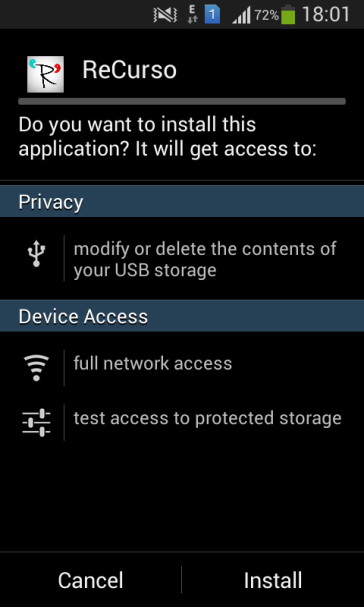 E 1 72% 18:01
R
ReCurso
Do you want to install this
application? It will get access to:
Privacy
modify or delete the contents of
your USB storage
Device Access
full network access
test access to protected storage
Cancel Install